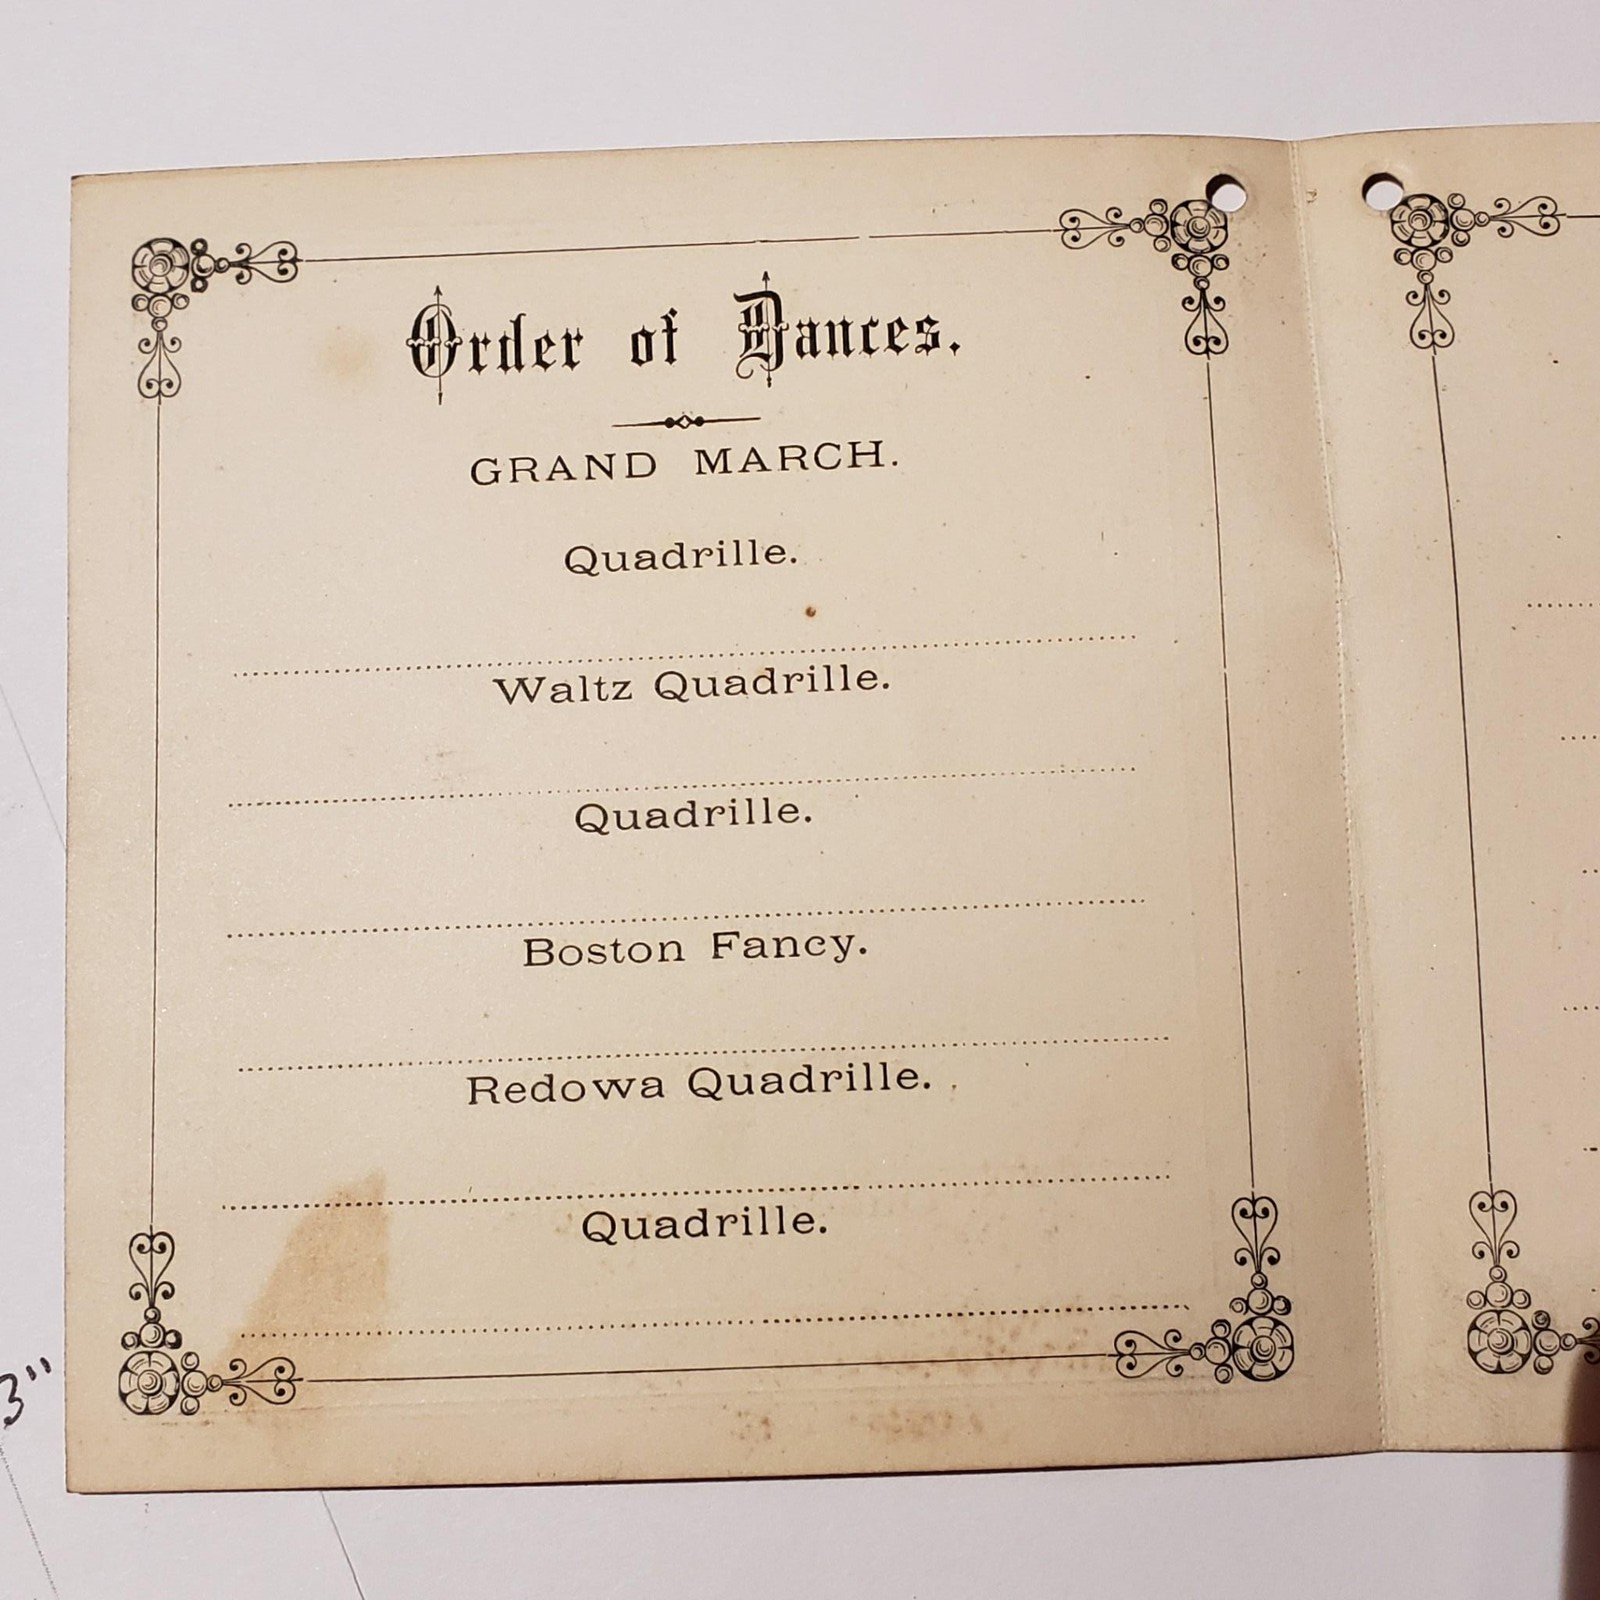 Order of Dances.
GRAND MARCH.
Quadrille.
Waltz Quadrille.
Quadrille.
Boston Fancy.
Redowa Quadrille.
Quadrille.
3"